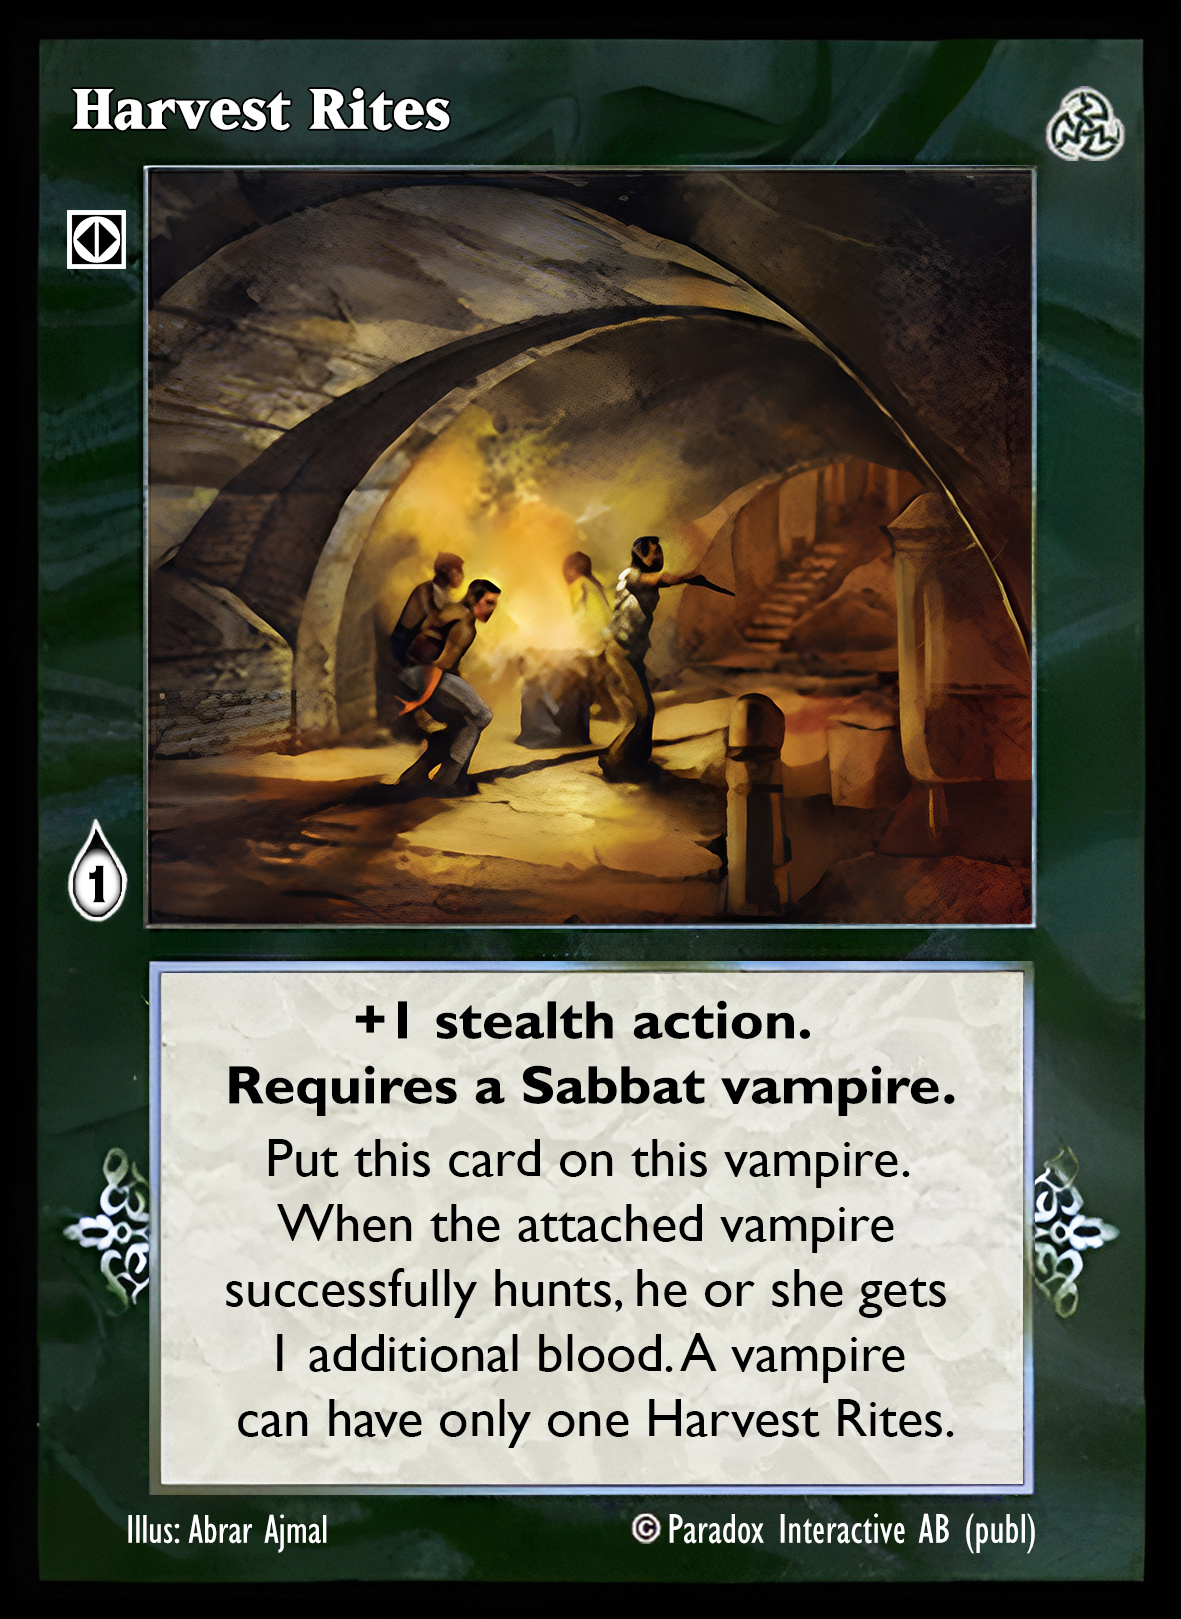 Harvest Rites
1
+1 stealth action.
Requires a Sabbat vampire.
Put this card on this vampire.
When the attached vampire
successfully hunts, he or she gets
1 additional blood. A vampire
can have only one Harvest Rites.
Illus: Abrar Ajmal
© Paradox Interactive AB (publ)